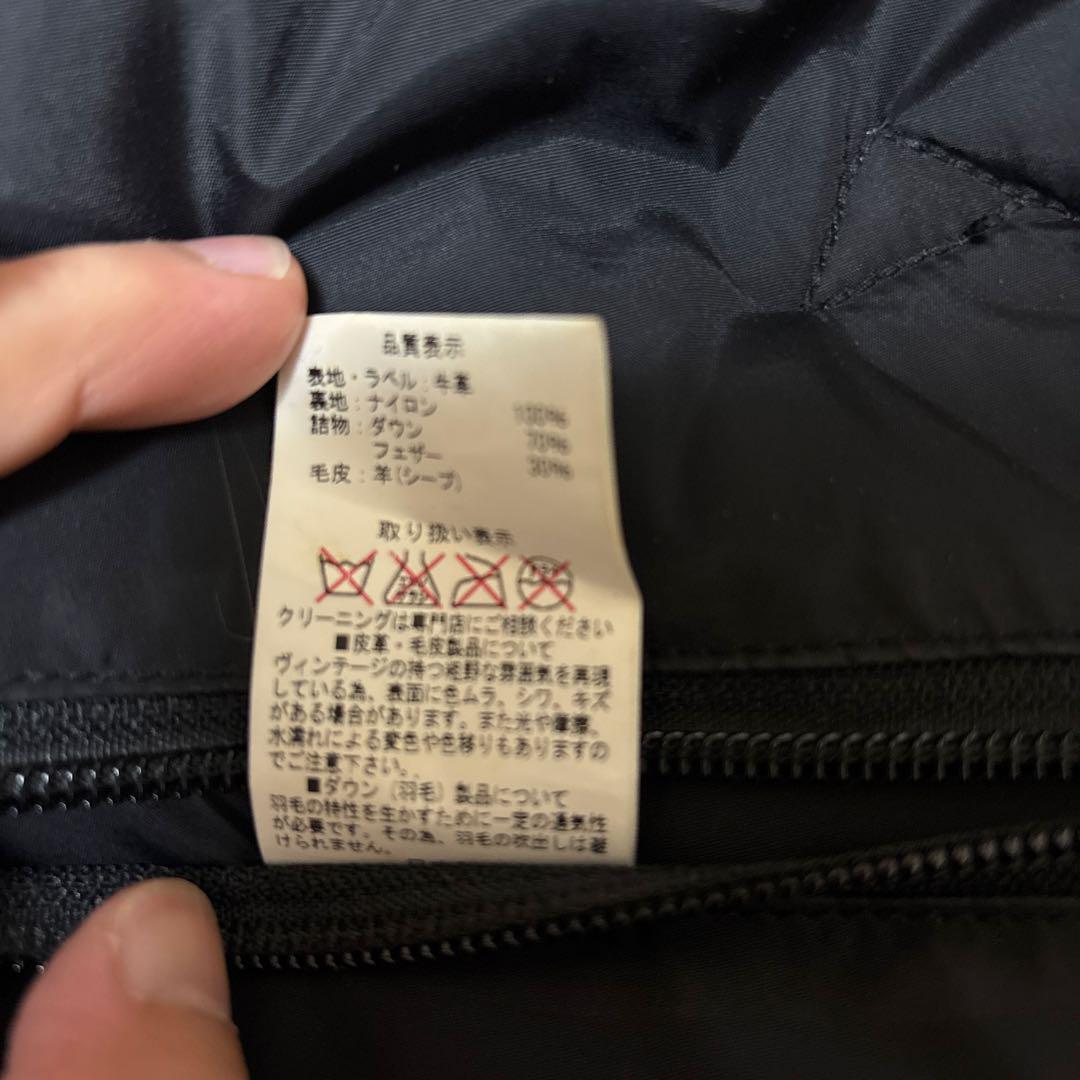 品質表示
表地・ラベル:牛革
裏地:ナイロン 100%
詰物:ダウン 70%
フェザー 30%
毛皮:羊(シープ)
取り扱い表示
クリーニングは専門店にご相談ください
■皮革・毛皮製品について
ヴィンテージの持つ粗野な雰囲気を再現
している為、表面に色ムラ、シワ、キズ
がある場合があります。また光や摩擦、
水濡れによる変色や色移りもありますの
でご注意下さい。
■ダウン(羽毛)製品について
羽毛の特性を生かすために一定の通気性
が必要です。その為、羽毛の吹出しは避
けられません。